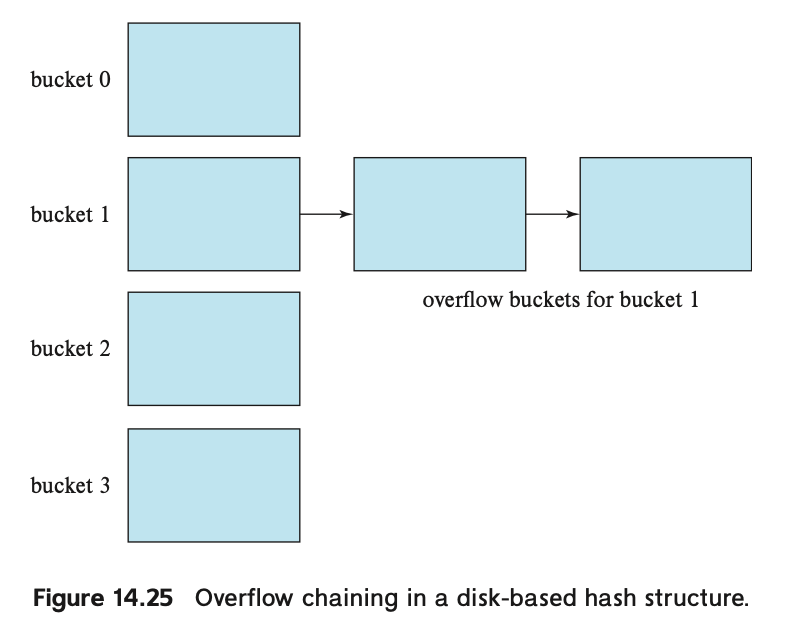 bucket 0
bucket 1
overflow buckets for bucket 1
bucket 2
bucket 3
Figure 14.25 Overflow chaining in a disk-based hash structure.